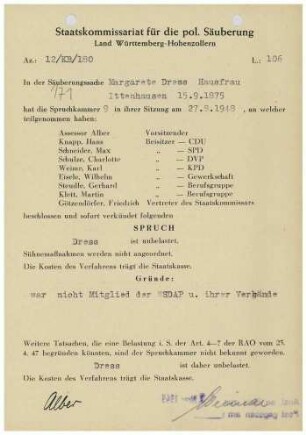 Staatskommissariat für die pol. Säuberung
Land Württemberg-Hohenzollern
Az.: 12/KB/180 L.: 106
In der Säuberungssache Margarete Dress Hausfrau
171 Ittenhausen 15.9.1875
hat die Spruchkammer 9 in ihrer Sitzung am 27.9.1948, an welcher
teilgenommen haben:
Assessor Alber Vorsitzender
Knapp, Hans Beisitzer — CDU
Schneider, Max „ — SPD
Schulze, Charlotte „ — DVP
Weimer, Karl „ — KPD
Eisele, Wilhelm „ — Gewerkschaft
Steudle, Gerhard „ — Berufsgruppe
Klett, Martin „ — Berufsgruppe
Götzendörfer, Friedrich Vertreter des Staatskommissars
beschlossen und sofort verkündet folgenden
SPRUCH
Dress ist unbelastet.
Sühnemaßnahmen werden nicht angeordnet.
Die Kosten des Verfahrens trägt die Staatskasse.
Gründe:
war nicht Mitglied der NSDAP u. ihrer Verbände
Weitere Tatsachen, die eine Belastung i. S. der Art. 4—7 der RAO vom 25.
4. 47 begründen könnten, sind der Spruchkammer nicht bekannt geworden.
Dress ist daher unbelastet.
Die Kosten des Verfahrens trägt die Staatskasse.
Alber